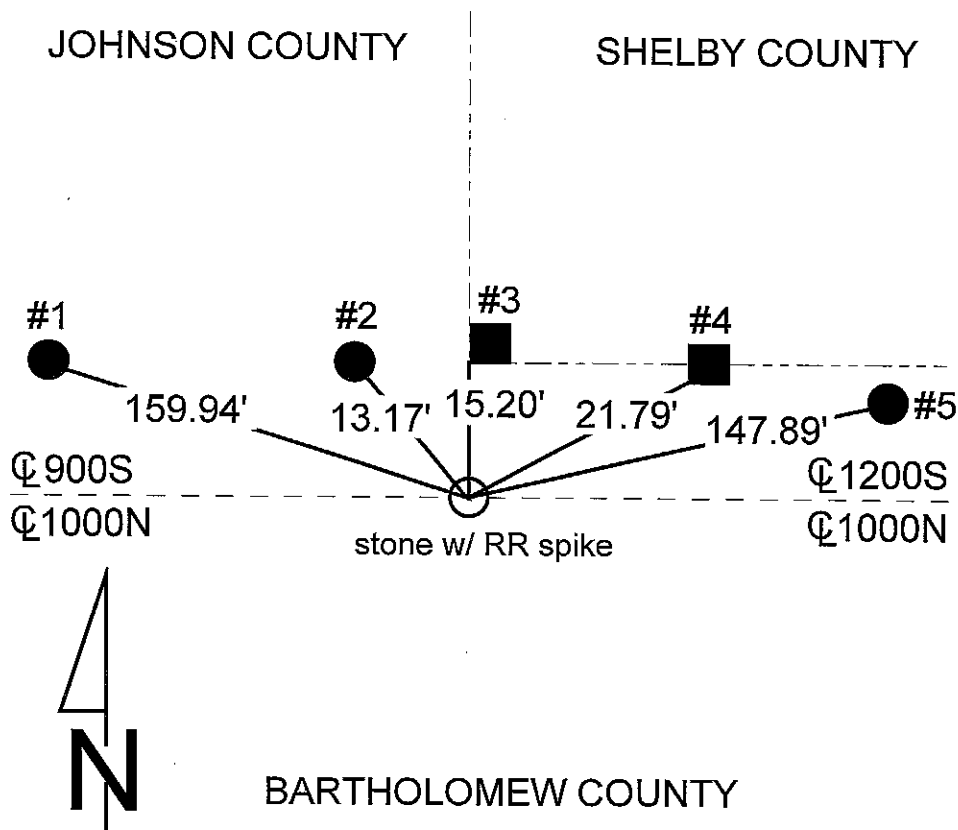 JOHNSON COUNTY
SHELBY COUNTY
#1
#2
#3
#4
#5
159.94'
13.17'
15.20'
21.79'
147.89'
℄ 900S
℄ 1200S
℄ 1000N
℄ 1000N
stone w/ RR spike
N
BARTHOLOMEW COUNTY